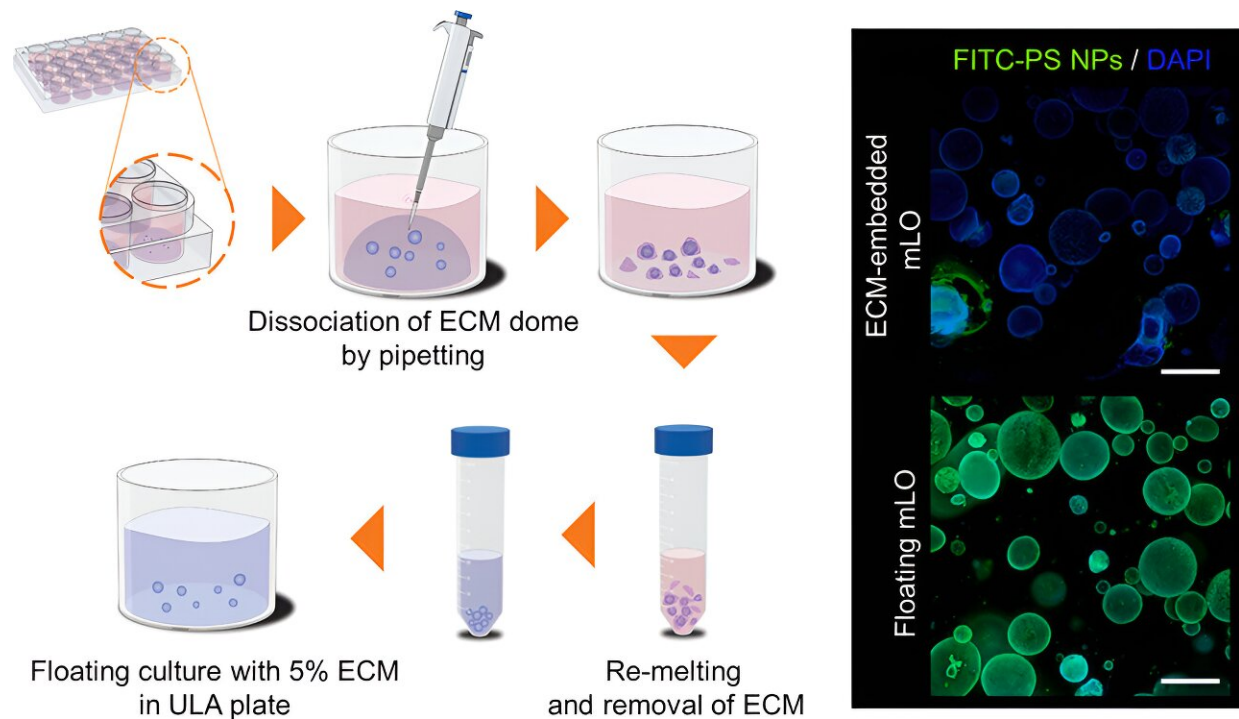 Dissociation of ECM dome
by pipetting
Re-melting
and removal of ECM
Floating culture with 5% ECM
in ULA plate
FITC-PS NPs / DAPI
ECM-embedded
mLO
Floating mLO